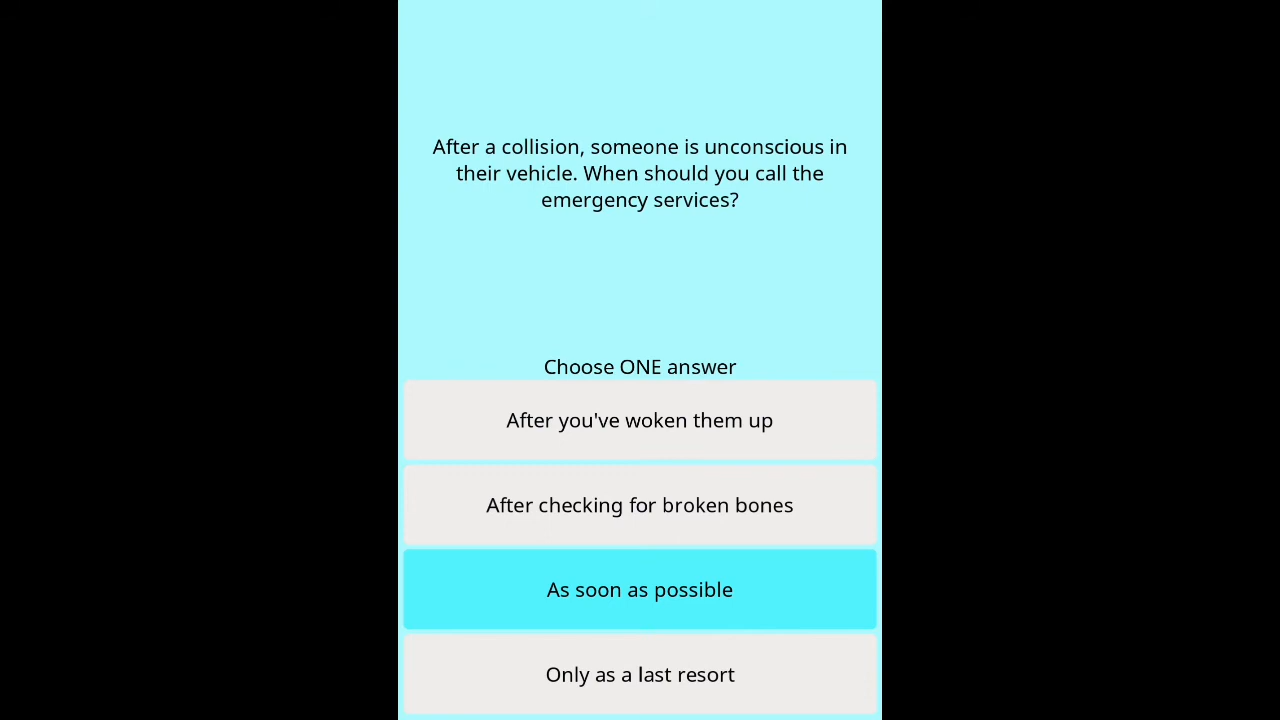 After a collision, someone is unconscious in
their vehicle. When should you call the
emergency services?
Choose ONE answer
After you've woken them up
After checking for broken bones
As soon as possible
Only as a last resort